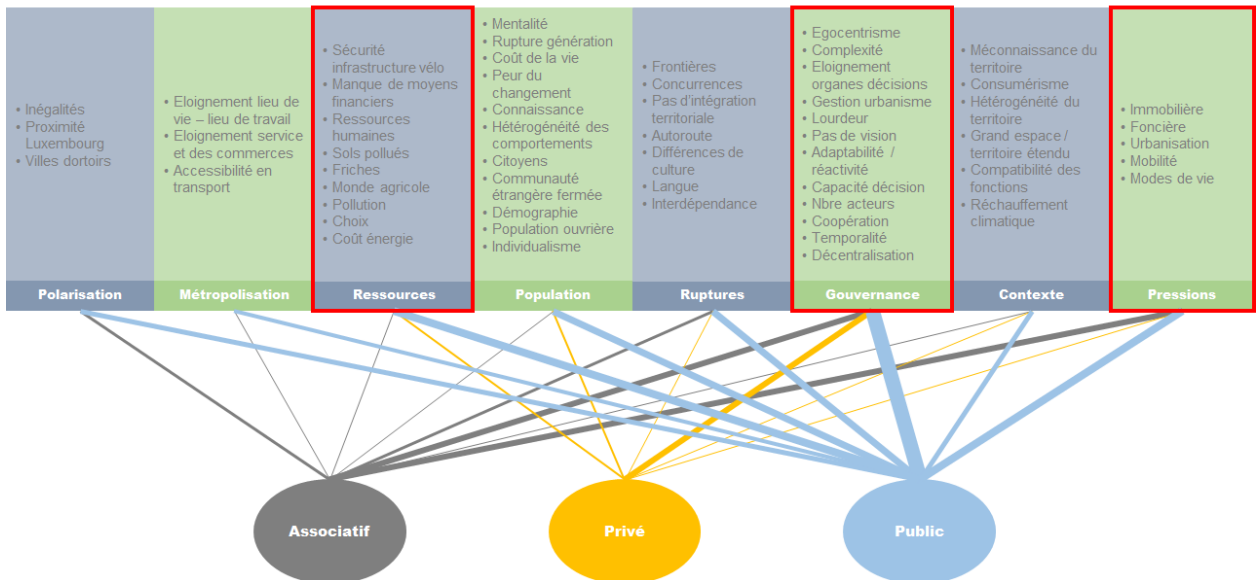 • Inégalités
• Proximité
Luxembourg
• Villes dortoirs
Polarisation
• Eloignement lieu de
vie – lieu de travail
• Eloignement service
et des commerces
• Accessibilité en
transport
Métropolisation
• Sécurité
infrastructure vélo
• Manque de moyens
financiers
• Ressources
humaines
• Sols pollués
• Friches
• Monde agricole
• Pollution
• Choix
• Coût énergie
Ressources
• Mentalité
• Rupture génération
• Coût de la vie
• Peur du
changement
• Connaissance
• Hétérogénéité des
comportements
• Citoyens
• Communauté
étrangère fermée
• Démographie
• Population ouvrière
• Individualisme
Population
• Frontières
• Concurrences
• Pas d'intégration
territoriale
• Autoroute
• Différences de
culture
• Langue
• Interdépendance
Ruptures
• Egocentrisme
• Complexité
• Eloignement
organes décisions
• Gestion urbanisme
• Lourdeur
• Pas de vision
• Adaptabilité /
réactivité
• Capacité décision
• Nbre acteurs
• Coopération
• Temporalité
• Décentralisation
Gouvernance
• Méconnaissance du
territoire
• Consumérisme
• Hétérogénéité du
territoire
• Grand espace /
territoire étendu
• Compatibilité des
fonctions
• Réchauffement
climatique
Contexte
• Immobilière
• Foncière
• Urbanisation
• Mobilité
• Modes de vie
Pressions
Associatif
Privé
Public